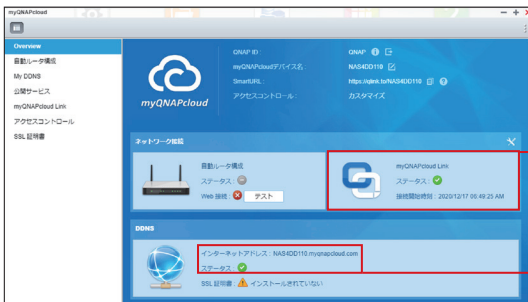 myQNAPcloud
Overview
自動ルータ構成
My DDNS
公開サービス
myQNAPcloud Link
アクセスコントロール
SSL 証明書
myQNAPcloud
QNAP ID :
QNAP
myQNAPcloudデバイス名 :
NAS4DD110
SmartURL :
https://qlink.to/NAS4DD110
アクセスコントロール :
カスタマイズ
ネットワーク接続
自動ルータ構成
ステータス :
Web 接続 :
テスト
myQNAPcloud Link
ステータス :
接続開始時刻 : 2020/12/17 00:49:25 AM
DDNS
インターネットアドレス : NAS4DD110.myqnapcloud.com
ステータス :
SSL 証明書 : インストールされていない